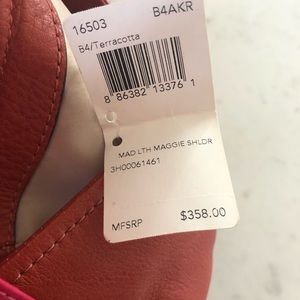 16503 B4AKR
B4/Terracotta
8 86382 13376 1
MAD LTH MAGGIE SHLDR
3H00061461
MFSRP $358.00